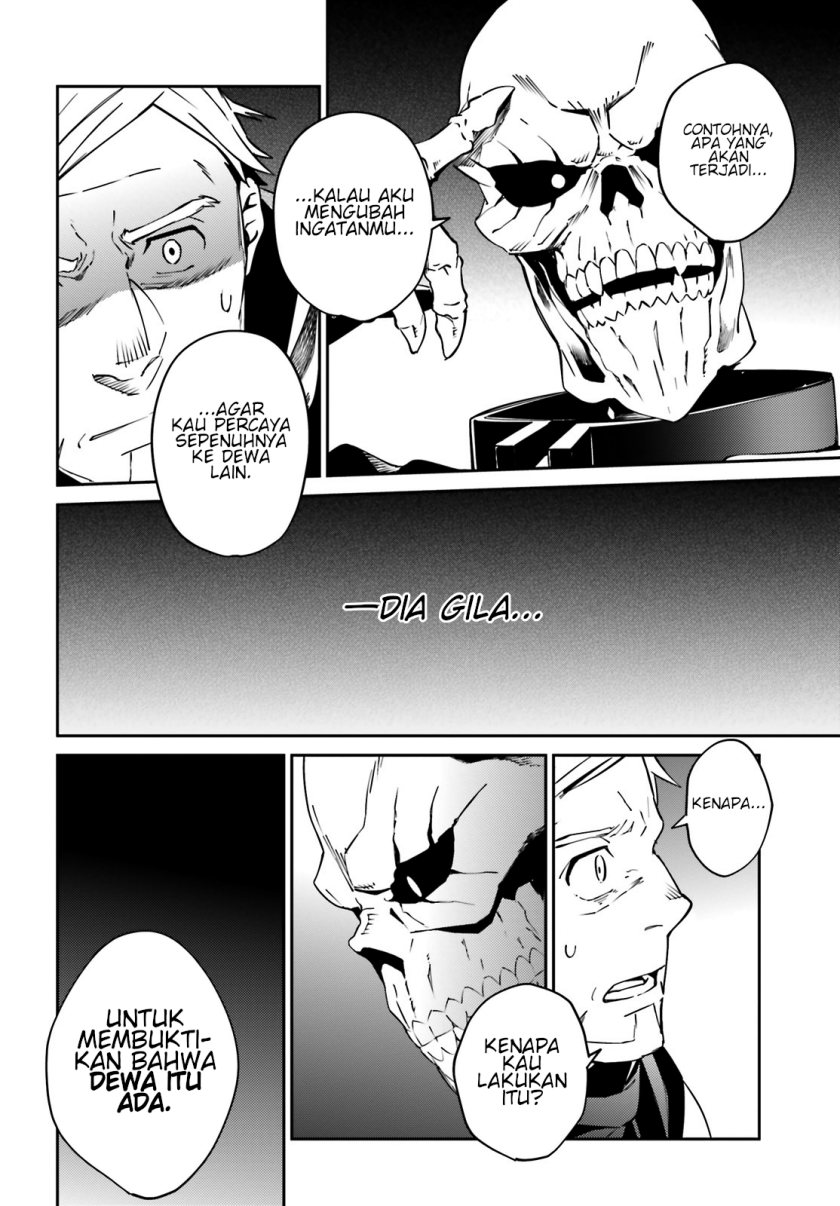 CONTOHNYA,
APA YANG
AKAN
TERJADI...
...KALAU AKU
MENGUBAH
INGATANMU...
...AGAR
KAU PERCAYA
SEPENUHNYA
KE DEWA
LAIN.
—DIA GILA...
KENAPA...
KENAPA
KAU
LAKUKAN
ITU?
UNTUK
MEMBUKTI-
KAN BAHWA
DEWA ITU
ADA.